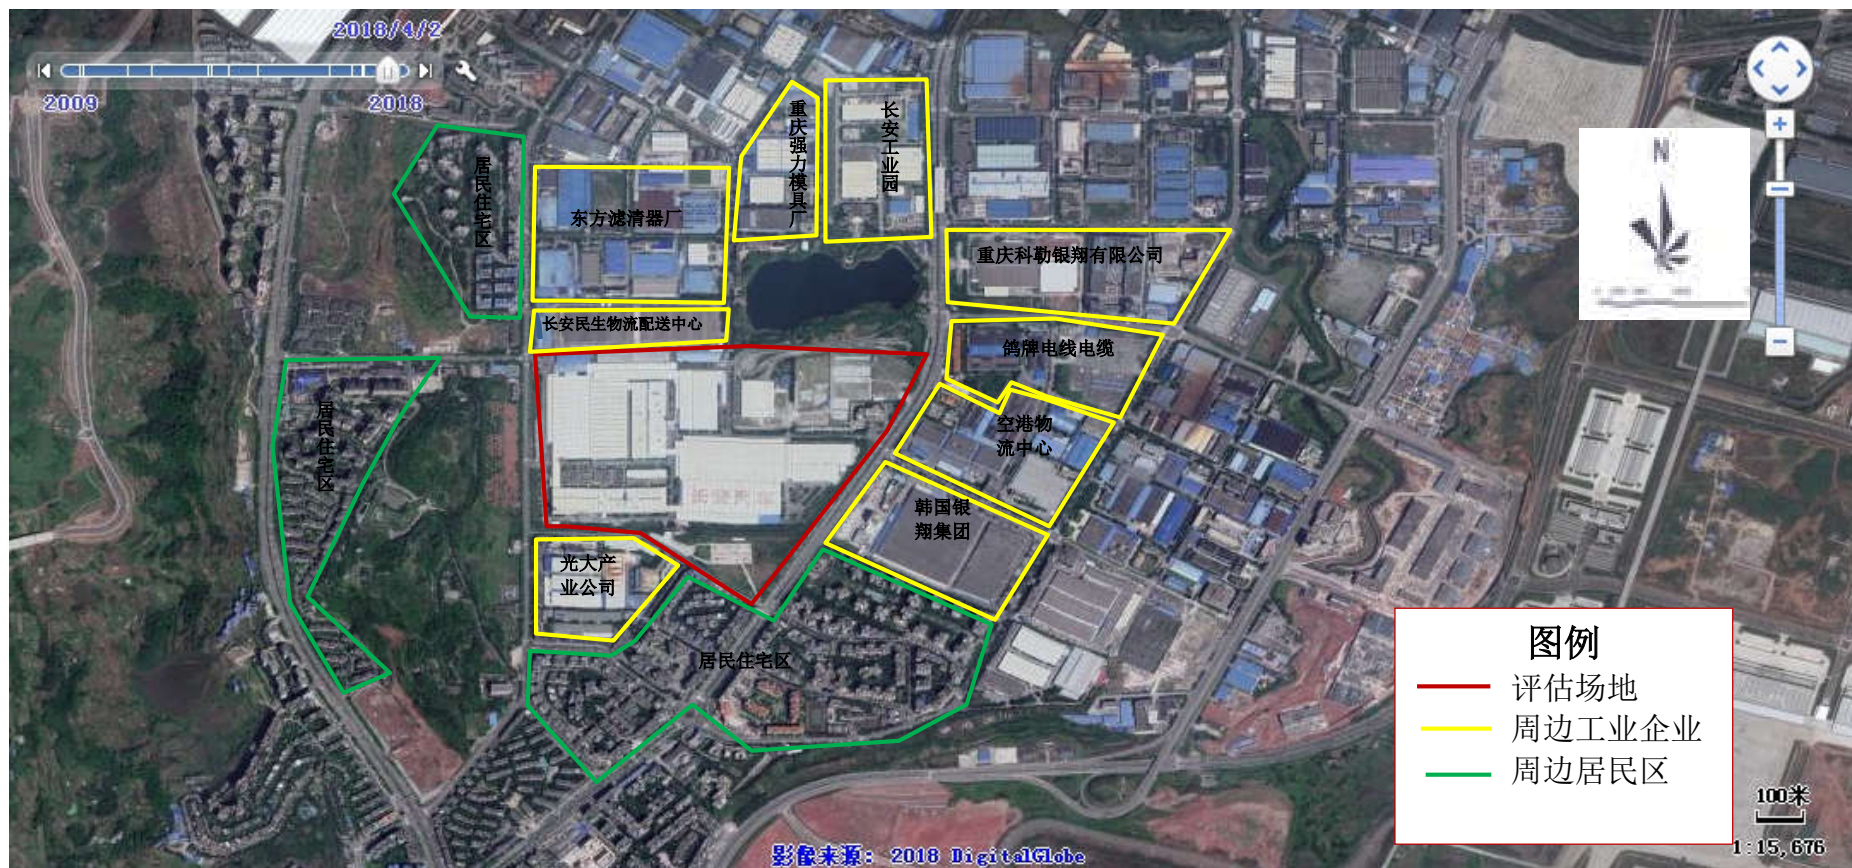 2018/4/2
2009
2018
N
居民住宅区
重庆强力模具厂
长安工业园
东方滤清器厂
重庆科勒银翔有限公司
长安民生物流配送中心
鸽牌电线电缆
居民住宅区
空港物
流中心
韩国银
翔集团
光大产
业公司
居民住宅区
图例
评估场地
周边工业企业
周边居民区
100米
1:15,676
影像来源: 2018 DigitalGlobe